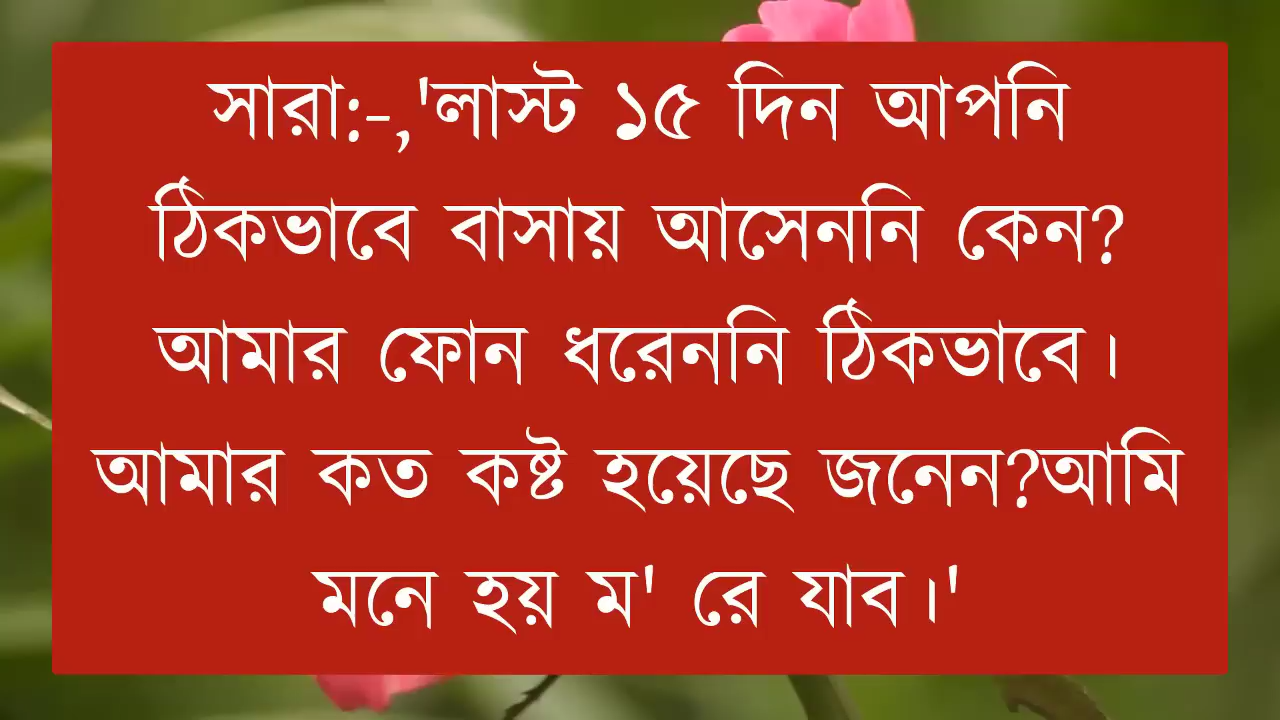 সারা:-,'লাস্ট ১৫ দিন আপনি
ঠিকভাবে বাসায় আসেননি কেন?
আমার ফোন ধরেননি ঠিকভাবে।
আমার কত কষ্ট হয়েছে জনেন?আমি
মনে হয় ম' রে যাব।'